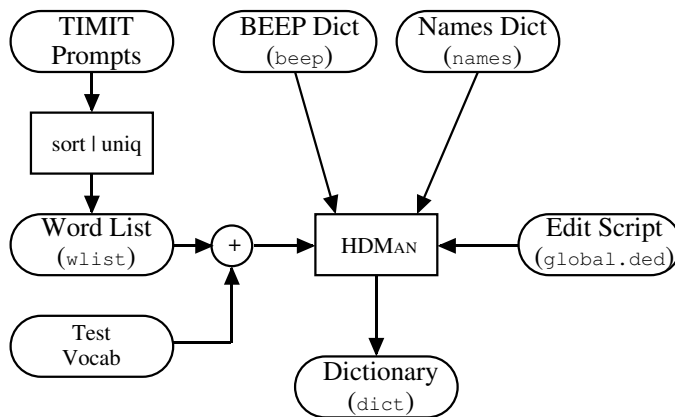 TIMIT
Prompts
BEEP Dict
(beep)
Names Dict
(names)
sort | uniq
Word List
(wlist)
+
HDMAN
Edit Script
(global.ded)
Test
Vocab
Dictionary
(dict)